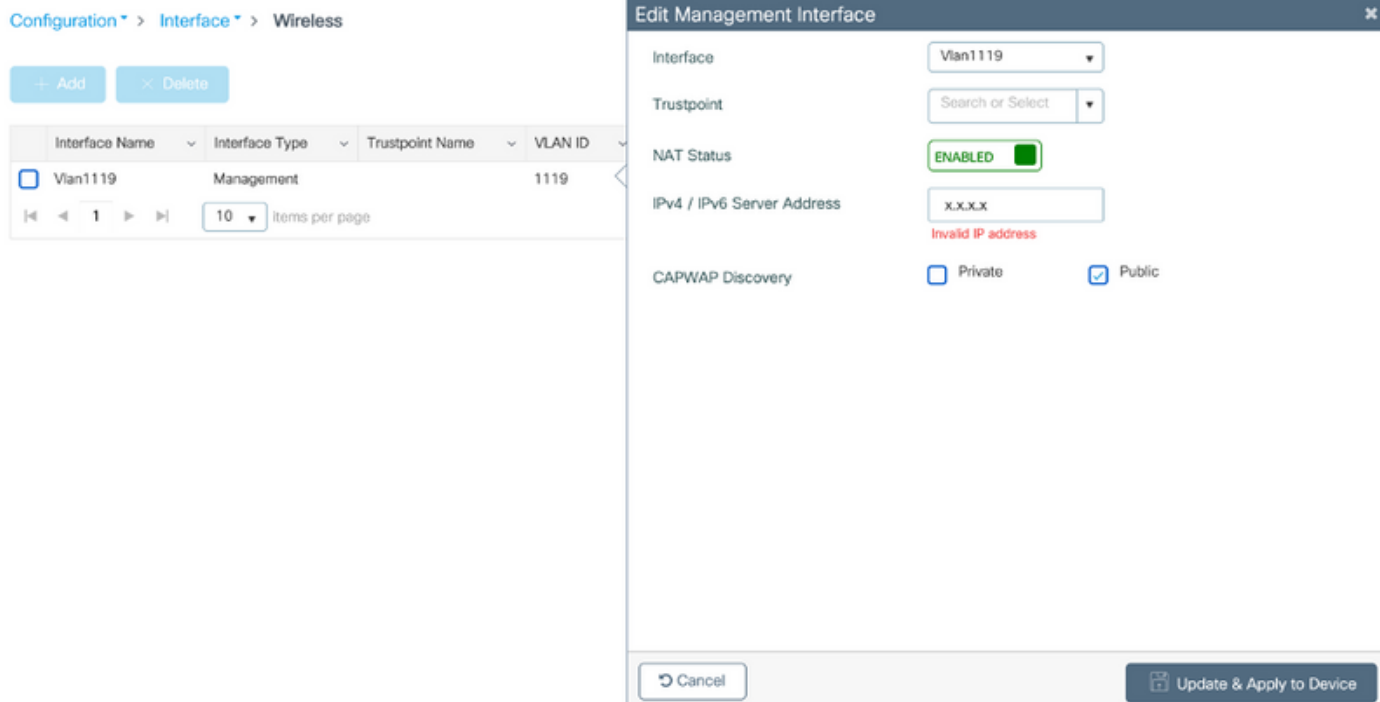 Configuration > Interface > Wireless
+ Add × Delete
Interface Name Interface Type Trustpoint Name VLAN ID
Vlan1119 Management 1119
1 10 items per page
Edit Management Interface
Interface Vlan1119
Trustpoint Search or Select
NAT Status ENABLED
IPv4 / IPv6 Server Address x.x.x.x
Invalid IP address
CAPWAP Discovery Private Public
Cancel Update & Apply to Device